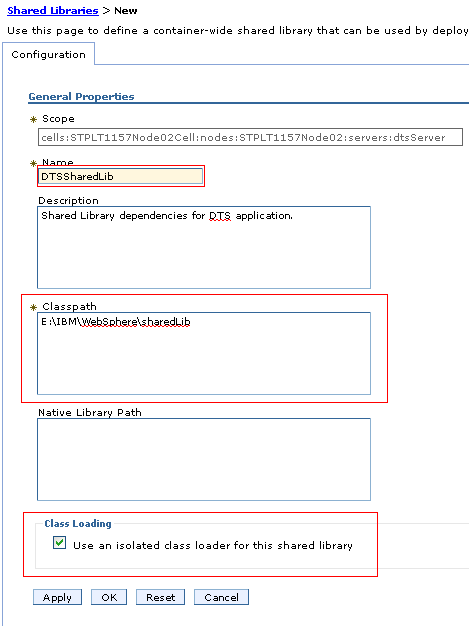 Shared Libraries > New
Use this page to define a container-wide shared library that can be used by deploy
Configuration
General Properties
* Scope
cells:STPLT1157Node02Cell:nodes:STPLT1157Node02:servers:dtsServer
* Name
DTSSharedLib
Description
Shared Library dependencies for DTS application.
* Classpath
E:\IBM\WebSphere\sharedLib
Native Library Path
Class Loading
Use an isolated class loader for this shared library
Apply OK Reset Cancel